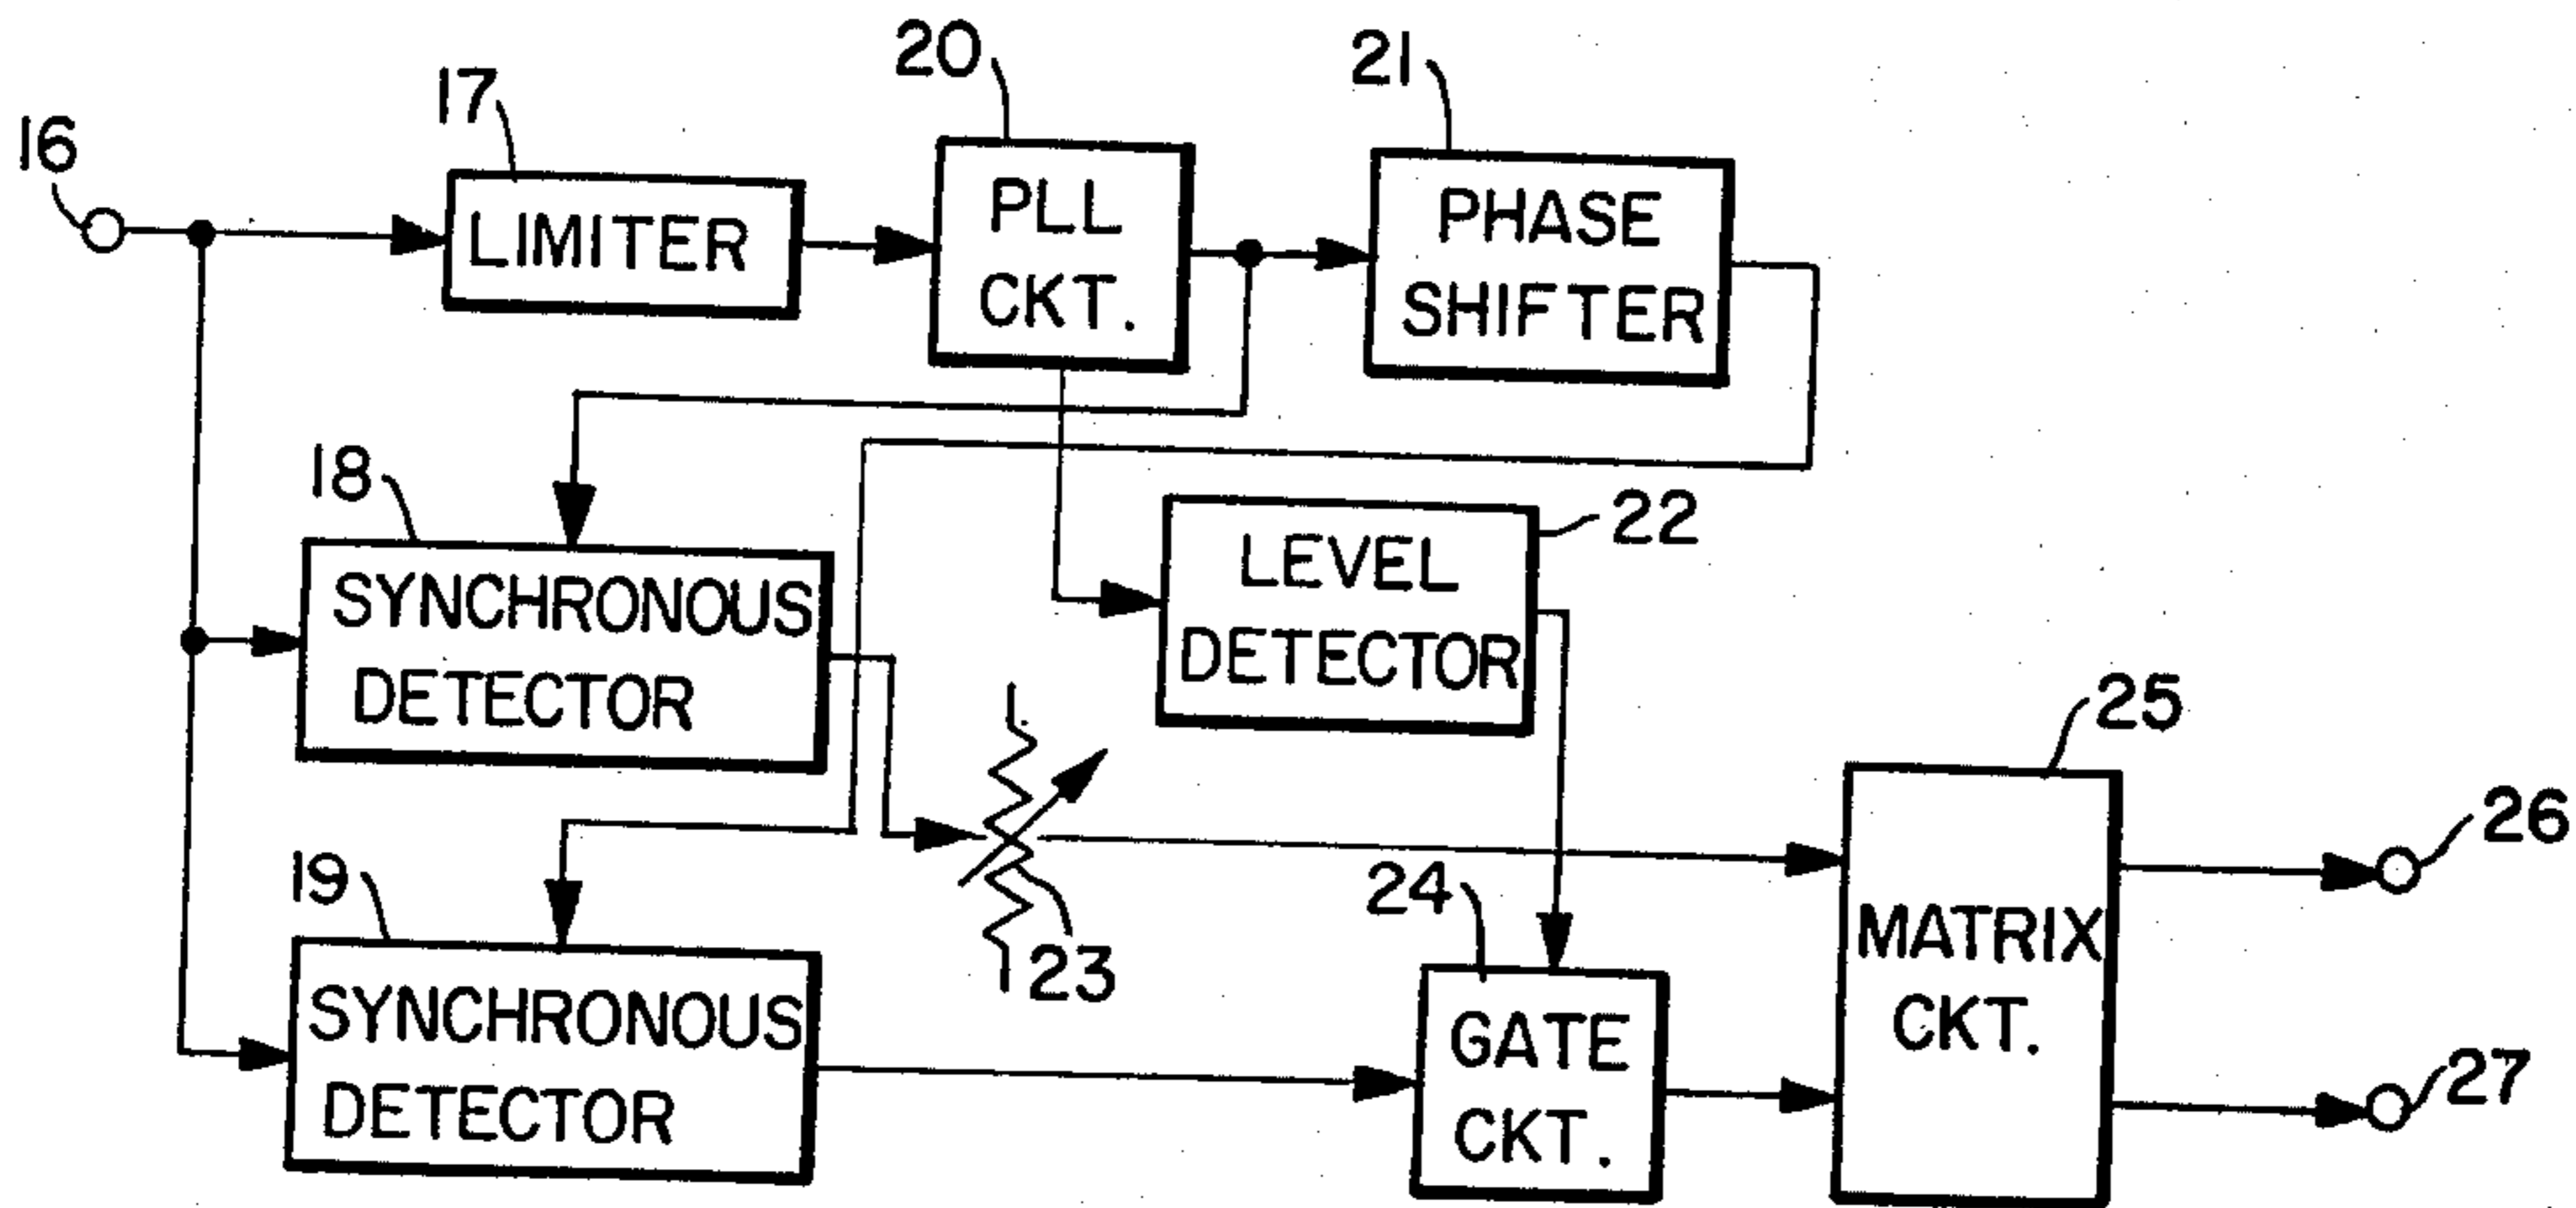 16
17
LIMITER
20
PLL
CKT.
21
PHASE
SHIFTER
18
SYNCHRONOUS
DETECTOR
22
LEVEL
DETECTOR
23
19
SYNCHRONOUS
DETECTOR
24
GATE
CKT.
25
MATRIX
CKT.
26
27